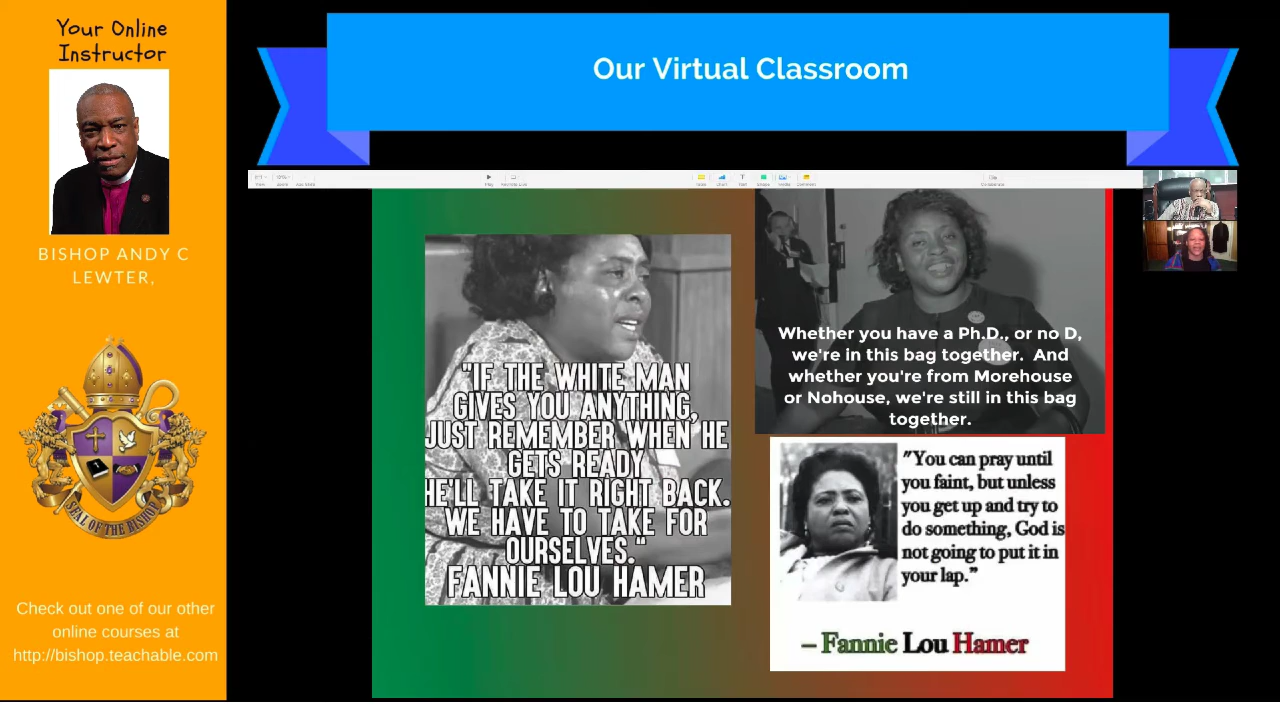 Your Online
Instructor
BISHOP ANDY C
LEWTER,
SEAL OF THE BISHOP
Check out one of our other
online courses at
http://bishop.teachable.com
Our Virtual Classroom
"IF THE WHITE MAN
GIVES YOU ANYTHING,
JUST REMEMBER WHEN HE
GETS READY
HE'LL TAKE IT RIGHT BACK.
WE HAVE TO TAKE FOR
OURSELVES."
FANNIE LOU HAMER
Whether you have a Ph.D., or no D,
we're in this bag together. And
whether you're from Morehouse
or Nohouse, we're still in this bag
together.
"You can pray until
you faint, but unless
you get up and try to
do something, God is
not going to put it in
your lap."
– Fannie Lou Hamer